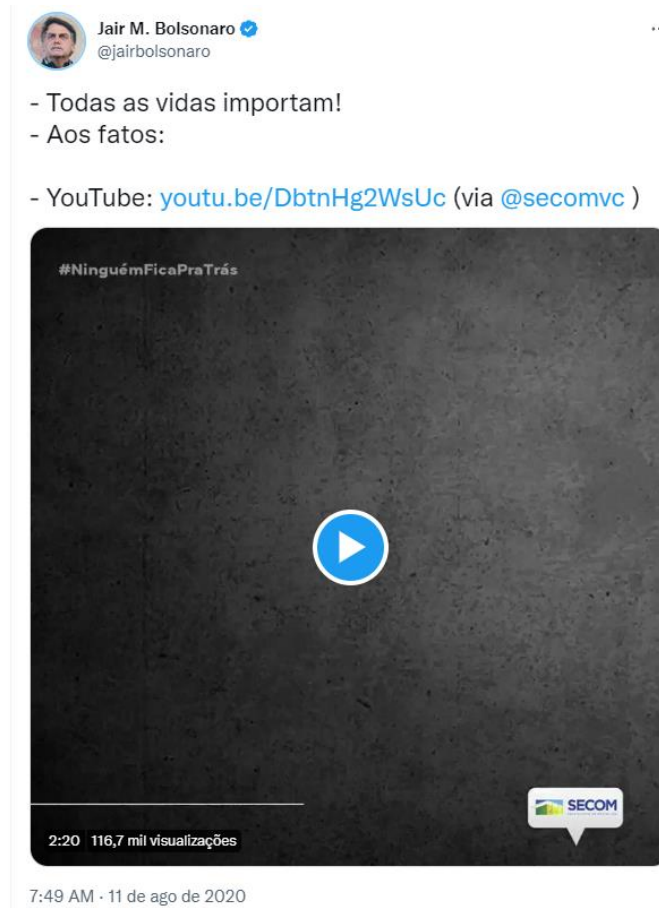 Jair M. Bolsonaro
@jairbolsonaro
- Todas as vidas importam!
- Aos fatos:
- YouTube: youtu.be/DbtnHg2WsUc (via @secomvc )
#NinguémFicaPraTrás
SECOM
2:20 116,7 mil visualizações
7:49 AM · 11 de ago de 2020